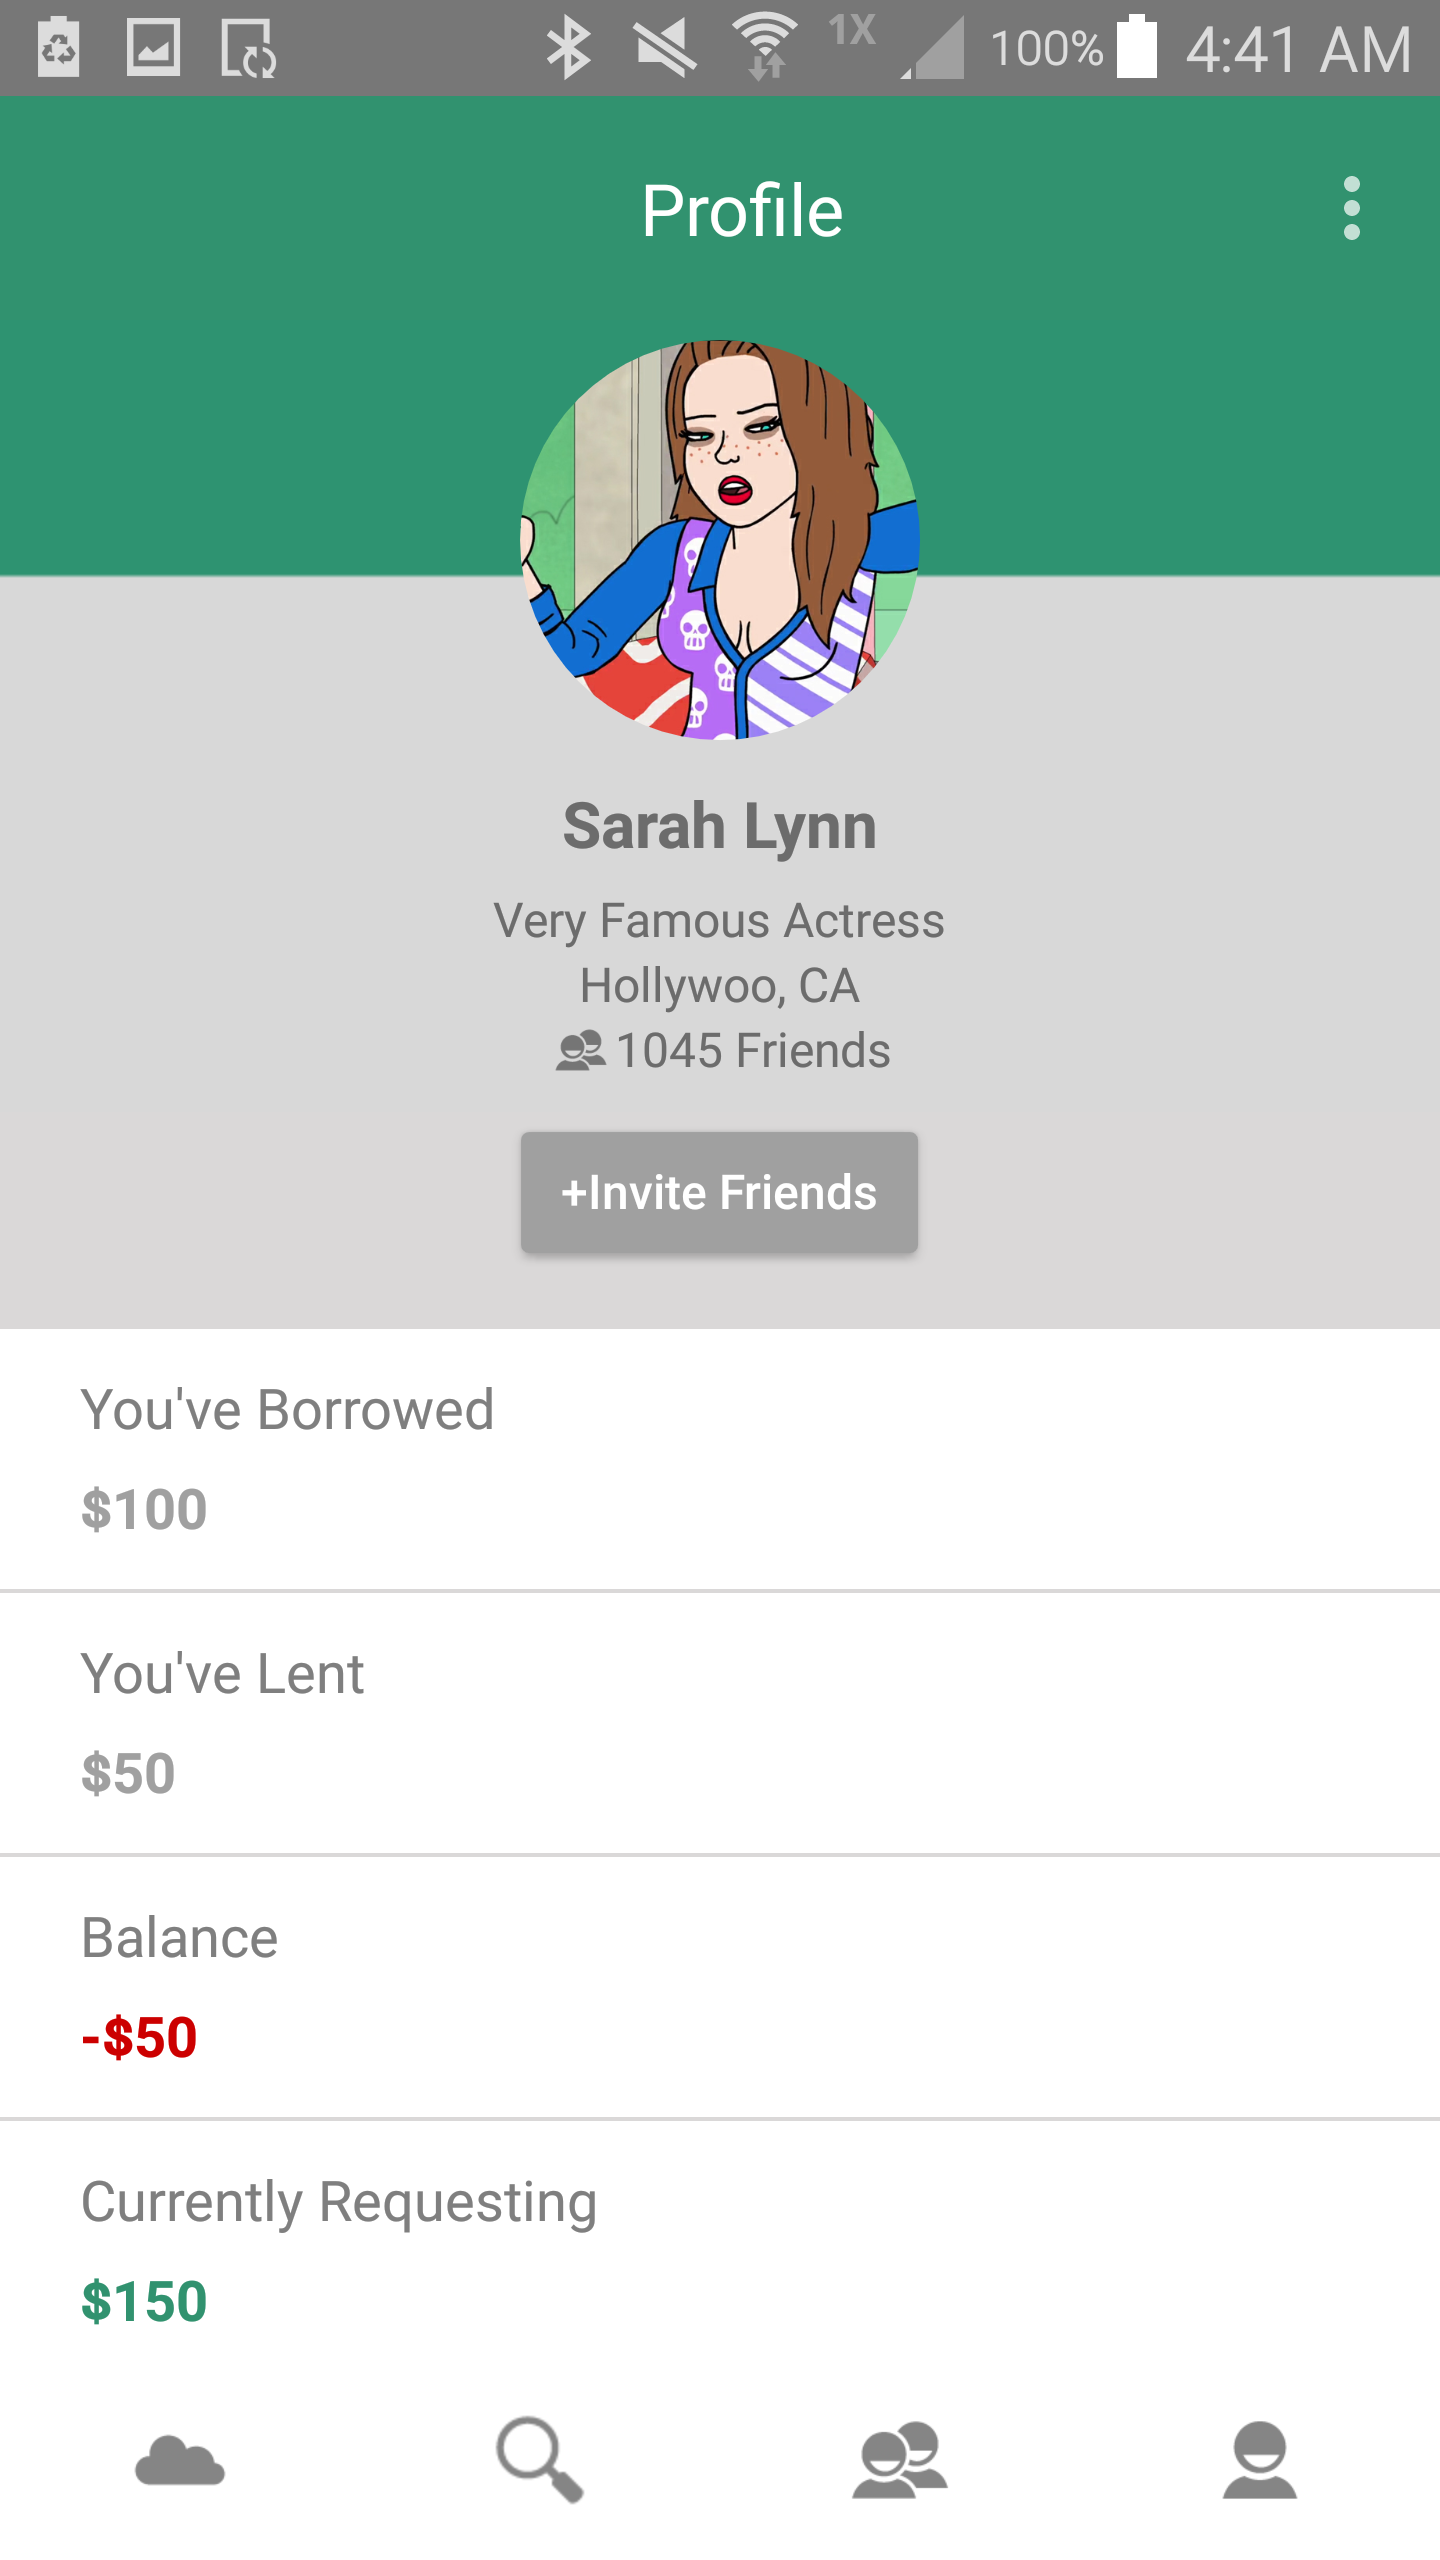 1X 100% 4:41 AM
Profile
Sarah Lynn
Very Famous Actress
Hollywoo, CA
1045 Friends
+Invite Friends
You've Borrowed
$100
You've Lent
$50
Balance
-$50
Currently Requesting
$150